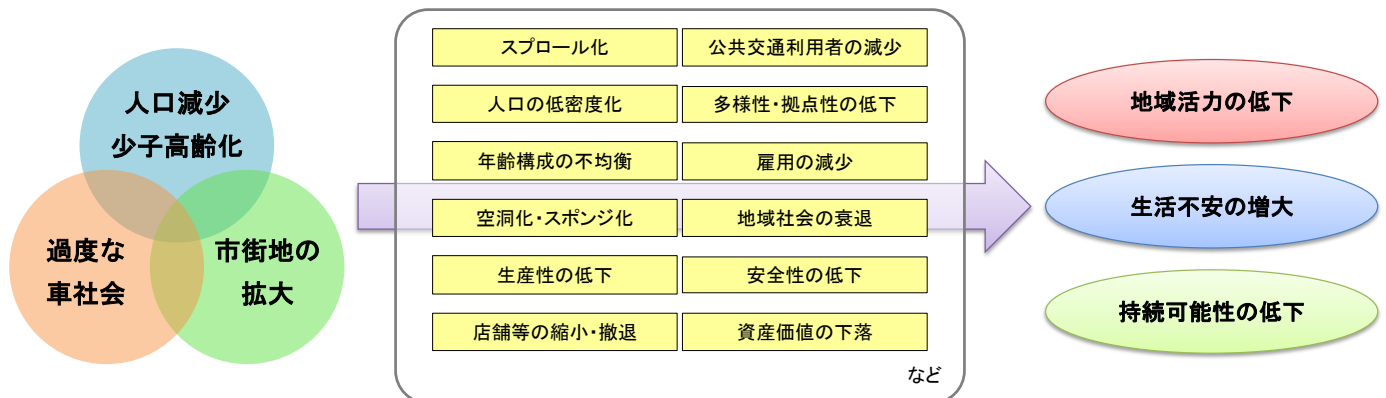 人口減少
少子高齢化
過度な
車社会
市街地の
拡大
スプロール化
公共交通利用者の減少
人口の低密度化
多様性・拠点性の低下
年齢構成の不均衡
雇用の減少
空洞化・スポンジ化
地域社会の衰退
生産性の低下
安全性の低下
店舗等の縮小・撤退
資産価値の下落
など
地域活力の低下
生活不安の増大
持続可能性の低下